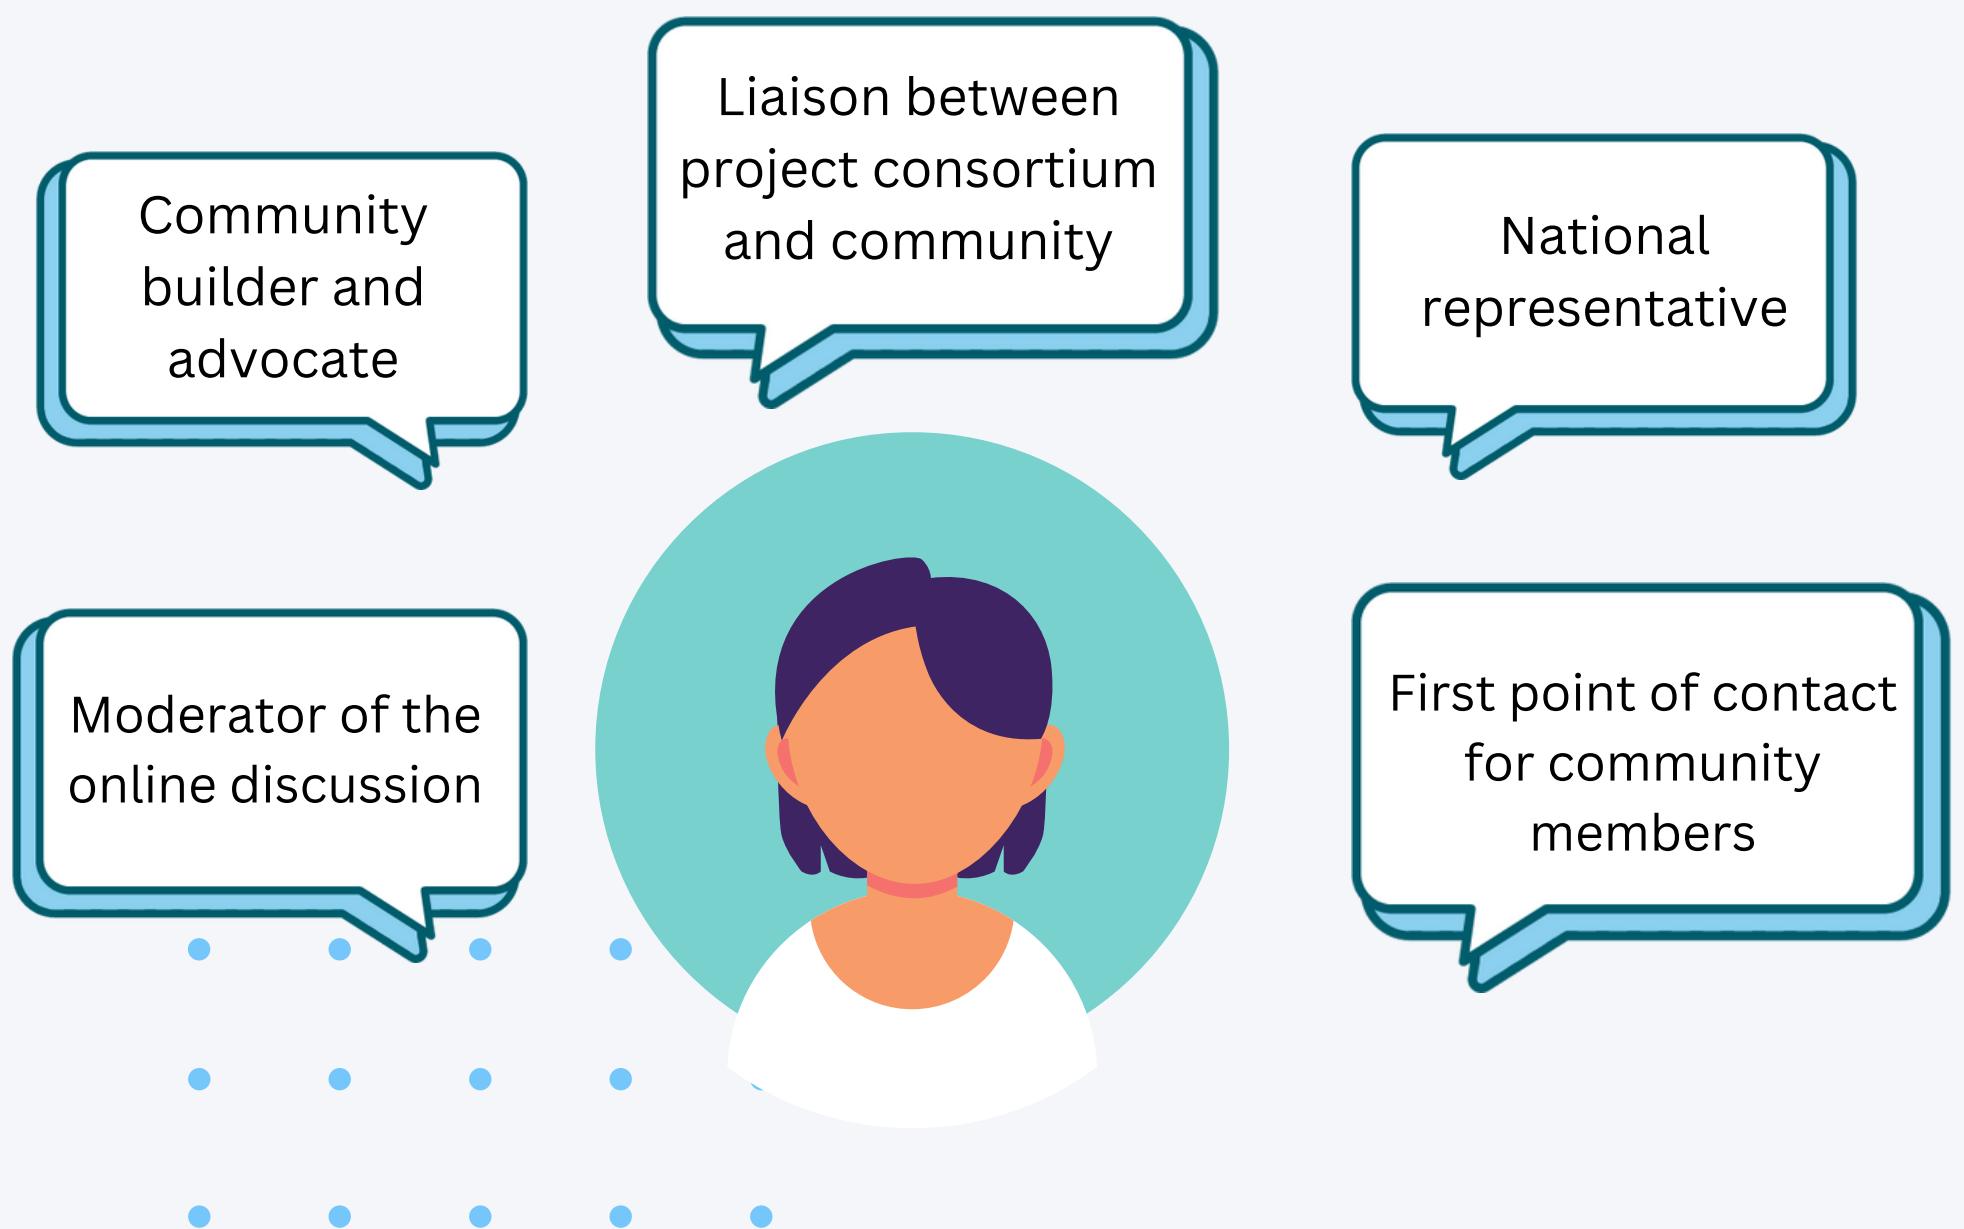 Community
builder and
advocate
Liaison between
project consortium
and community
National
representative
Moderator of the
online discussion
First point of contact
for community
members